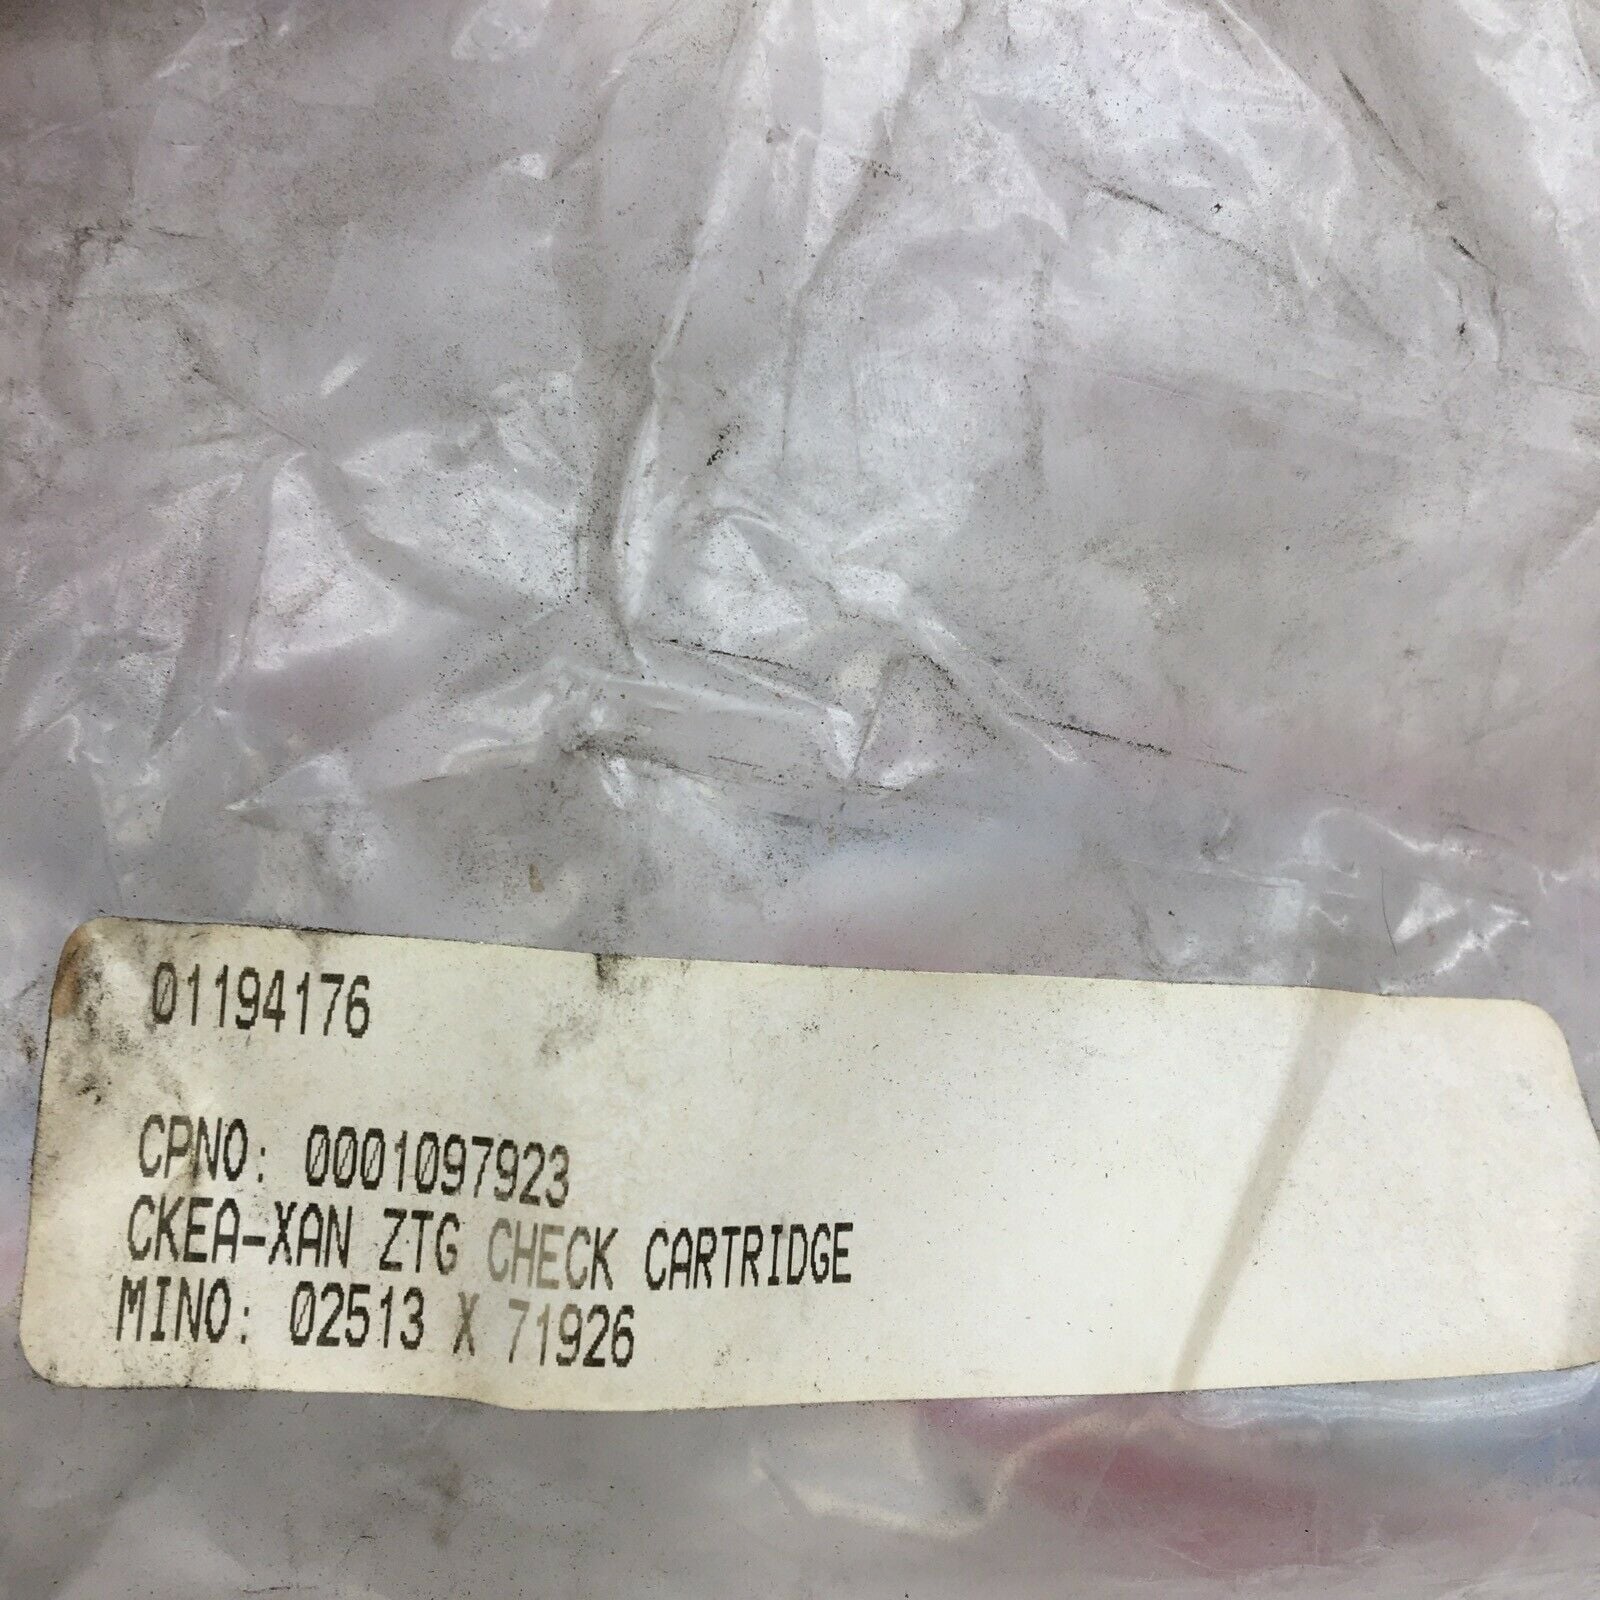 01194176
CPNO: 0001097923
CKEA-XAN ZTG CHECK CARTRIDGE
MINO: 02513 X 71926